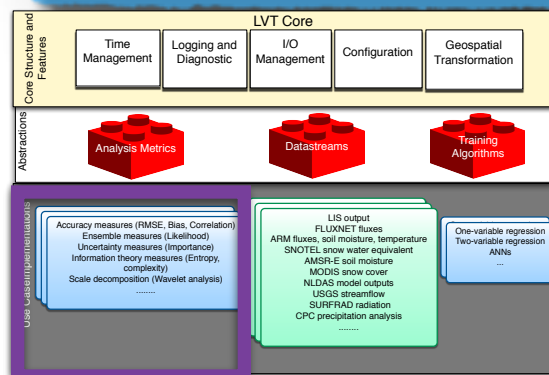 LVT Core
Core Structure and
Features
Time
Management
Logging and
Diagnostic
I/O
Management
Configuration
Geospatial
Transformation
Abstractions
Analysis Metrics
Datastreams
Training
Algorithms
Use Case/Implementations
Accuracy measures (RMSE, Bias, Correlation)
Ensemble measures (Likelihood)
Uncertainty measures (Importance)
Information theory measures (Entropy,
complexity)
Scale decomposition (Wavelet analysis)
........
LIS output
FLUXNET fluxes
ARM fluxes, soil moisture, temperature
SNOTEL snow water equivalent
AMSR-E soil moisture
MODIS snow cover
NLDAS model outputs
USGS streamflow
SURFRAD radiation
CPC precipitation analysis
........
One-variable regression
Two-variable regression
ANNs
...